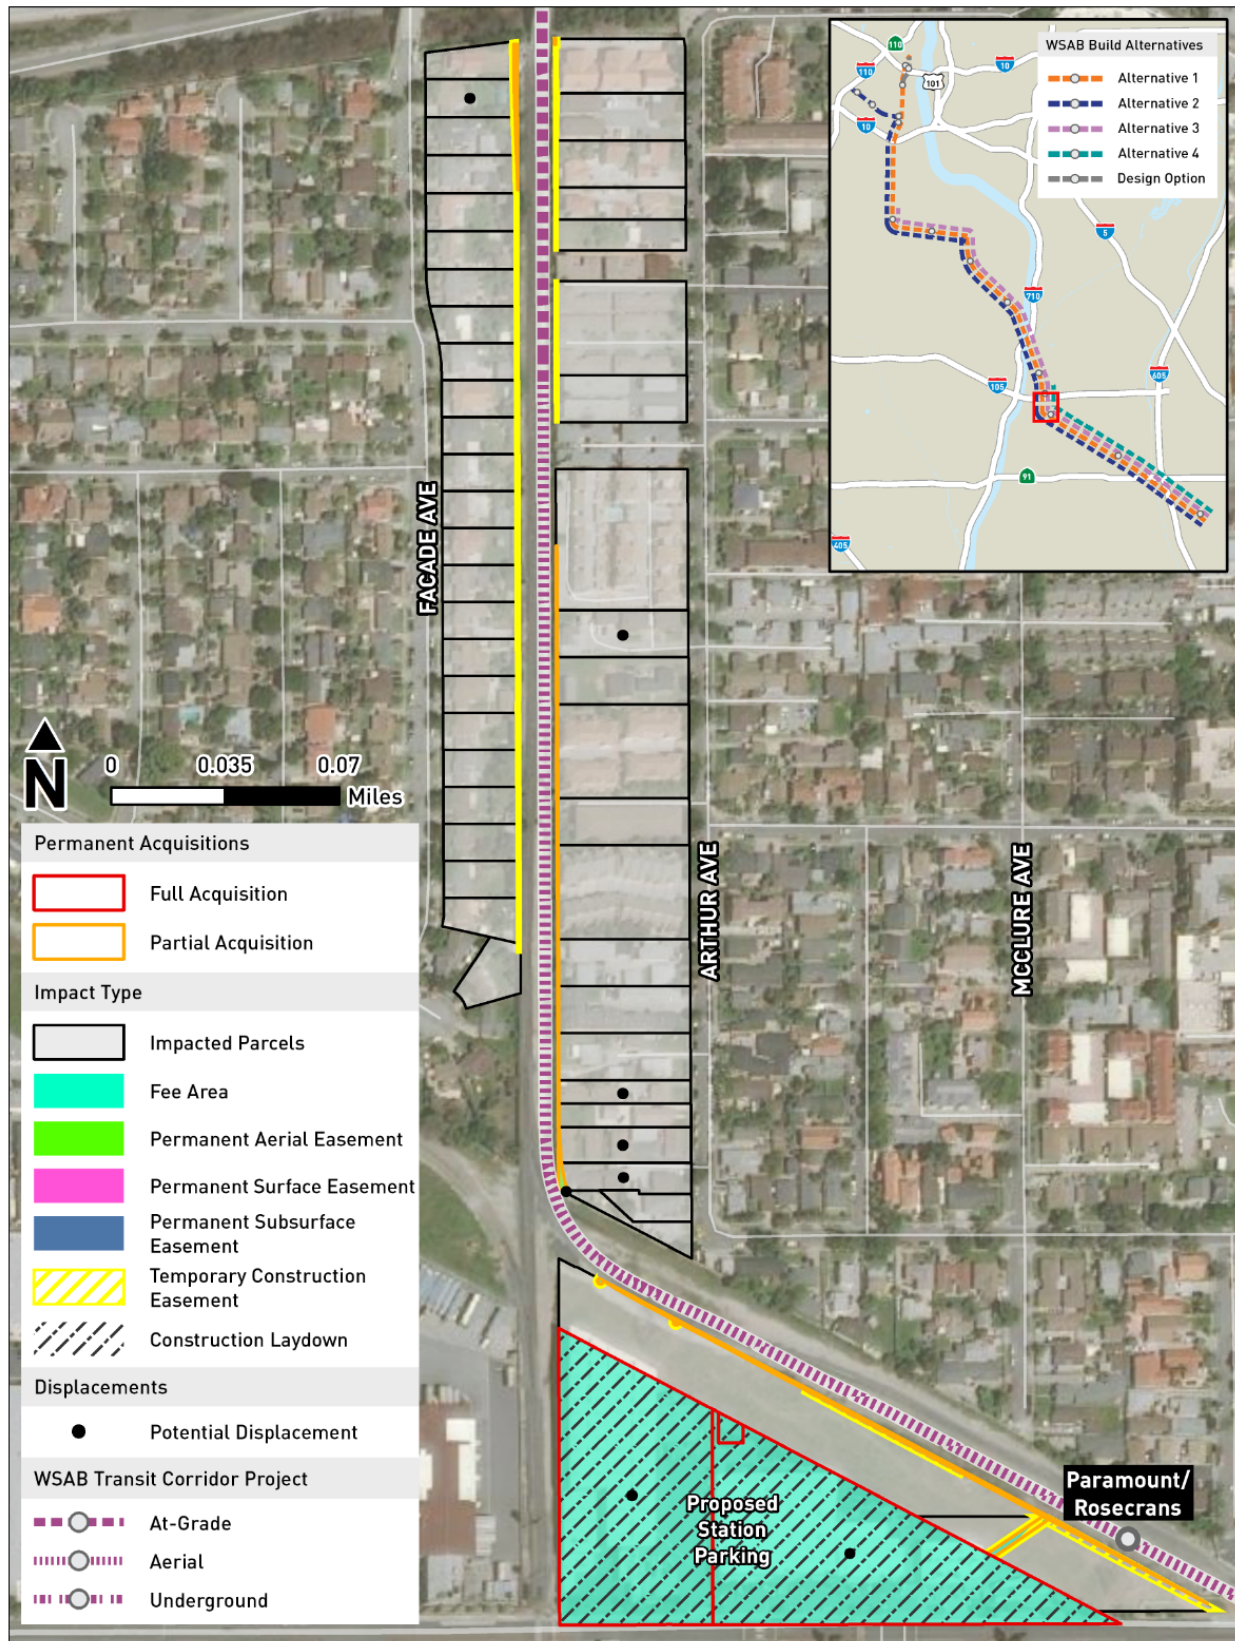 WSAB Build Alternatives
Alternative 1
Alternative 2
Alternative 3
Alternative 4
Design Option
110
10
110
101
10
5
710
605
105
91
405
FACADE AVE
ARTHUR AVE
MCCLURE AVE
N
0 0.035 0.07
Miles
Permanent Acquisitions
Full Acquisition
Partial Acquisition
Impact Type
Impacted Parcels
Fee Area
Permanent Aerial Easement
Permanent Surface Easement
Permanent Subsurface
Easement
Temporary Construction
Easement
Construction Laydown
Displacements
Potential Displacement
WSAB Transit Corridor Project
At-Grade
Aerial
Underground
Proposed
Station
Parking
Paramount/
Rosecrans